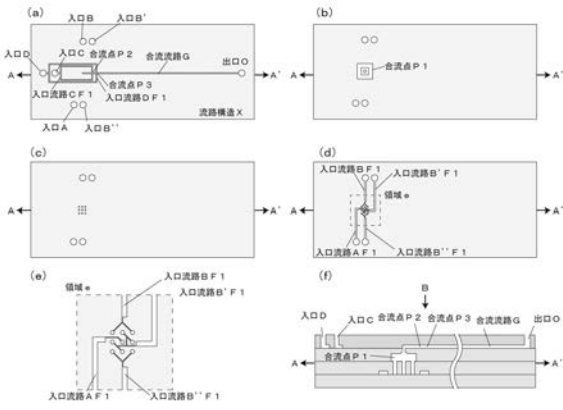 (a)
入口B 入口B'
入口D 入口C 合流点P2 合流流路G 出口O
A A'
合流点P3
入口流路CF1 入口流路DF1
入口A 入口B'' 流路構造X
(b)
合流点P1
A A'
(c)
A A'
(d)
入口流路BF1
入口流路B'F1
領域e
A A'
入口流路AF1 入口流路B''F1
(e)
領域e
入口流路BF1
入口流路B'F1
入口流路AF1 入口流路B''F1
(f)
B
入口D 入口C 合流点P2 合流点P3 合流流路G 出口O
合流点P1
A A'